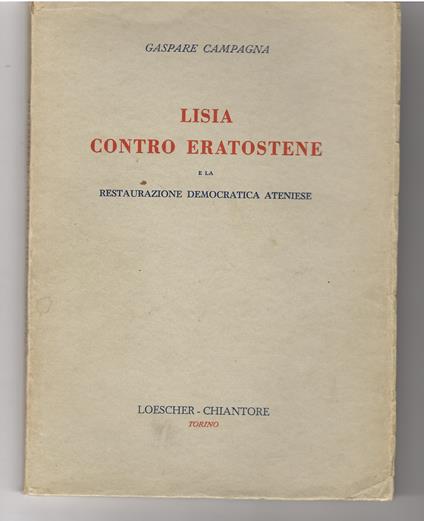 GASPARE CAMPAGNA
LISIA
CONTRO ERATOSTENE
E LA
RESTAURAZIONE DEMOCRATICA ATENIESE
LOESCHER - CHIANTORE
TORINO